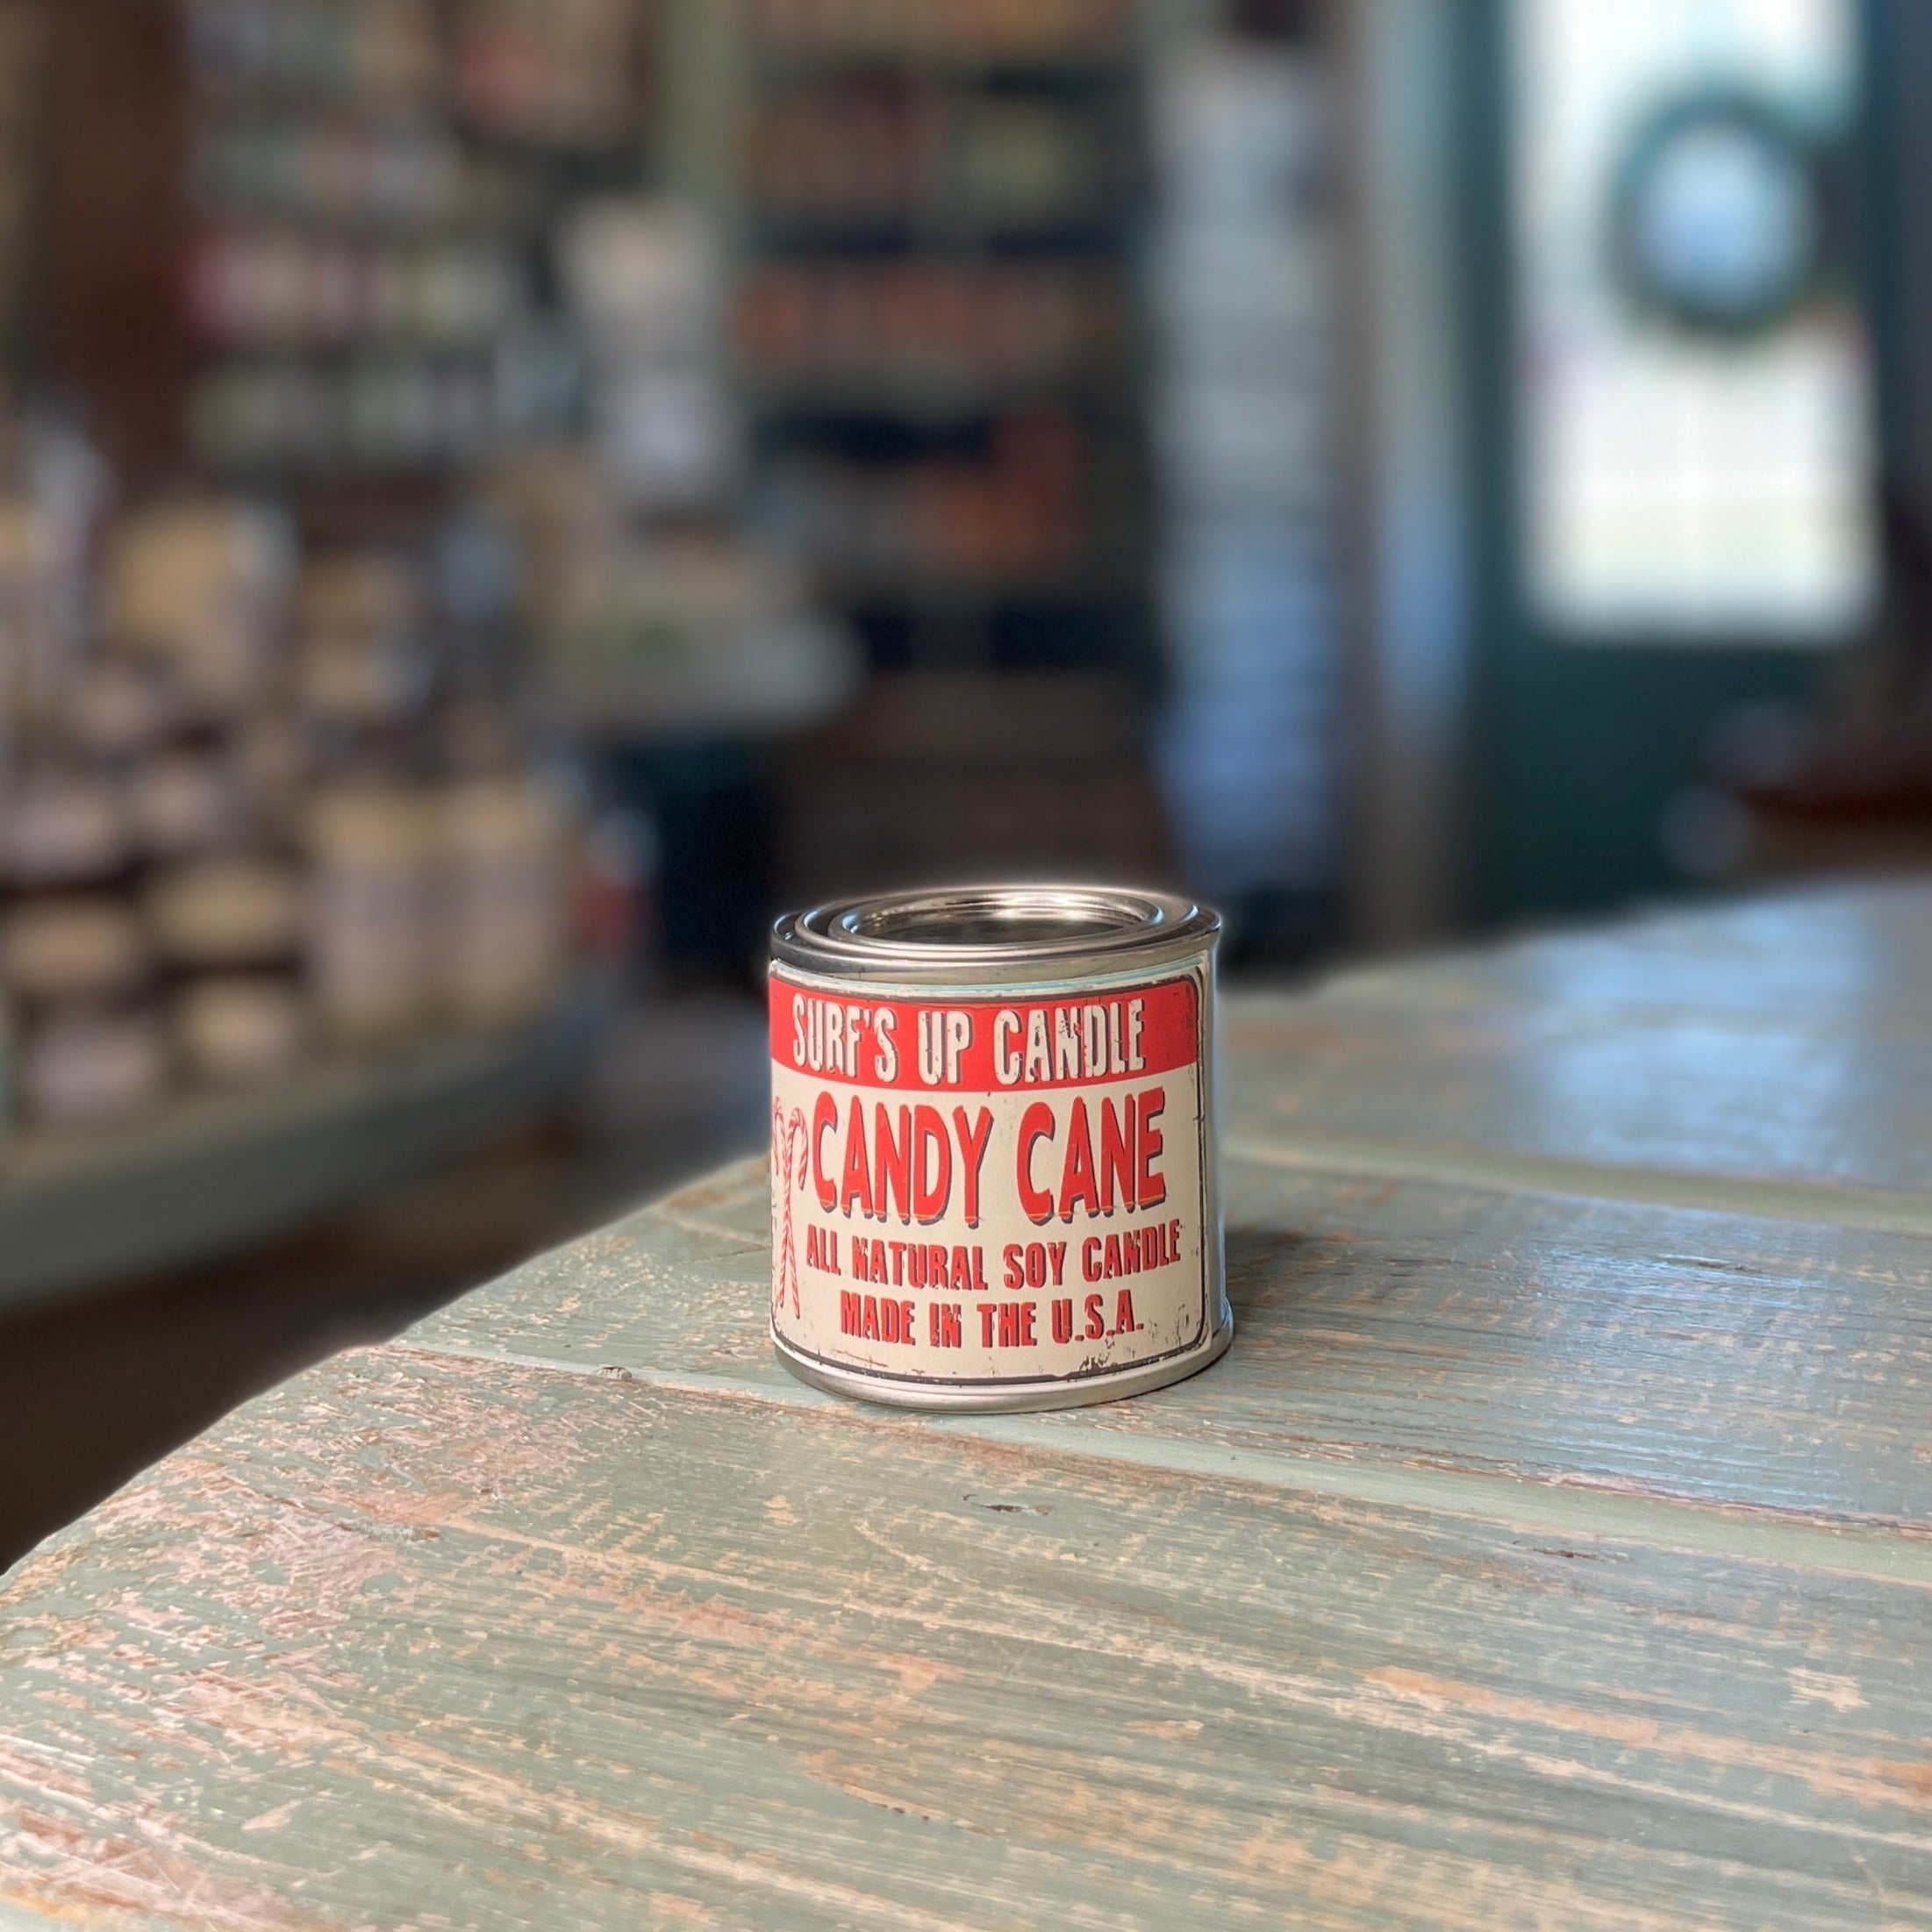 SURF'S UP CANDLE
CANDY CANE
ALL NATURAL SOY CANDLE
MADE IN THE U.S.A.